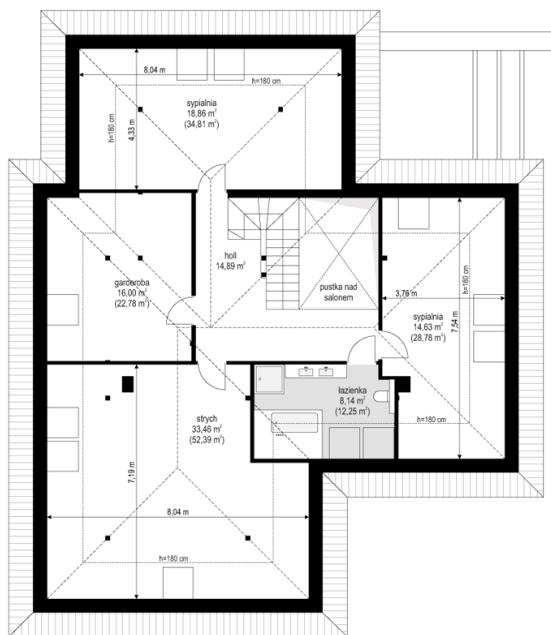 8,04 m
h=180 cm
sypialnia
18,86 m²
(34,81 m²)
h=180 cm
4,33 m
holl
14,89 m²
garderoba
16,00 m²
(22,78 m²)
pustka nad
salonem
3,76 m
h=180 cm
sypialnia
14,63 m²
(28,78 m²)
7,54 m
łazienka
8,14 m²
(12,25 m²)
strych
33,46 m²
(52,39 m²)
h=180 cm
7,19 m
8,04 m
h=180 cm